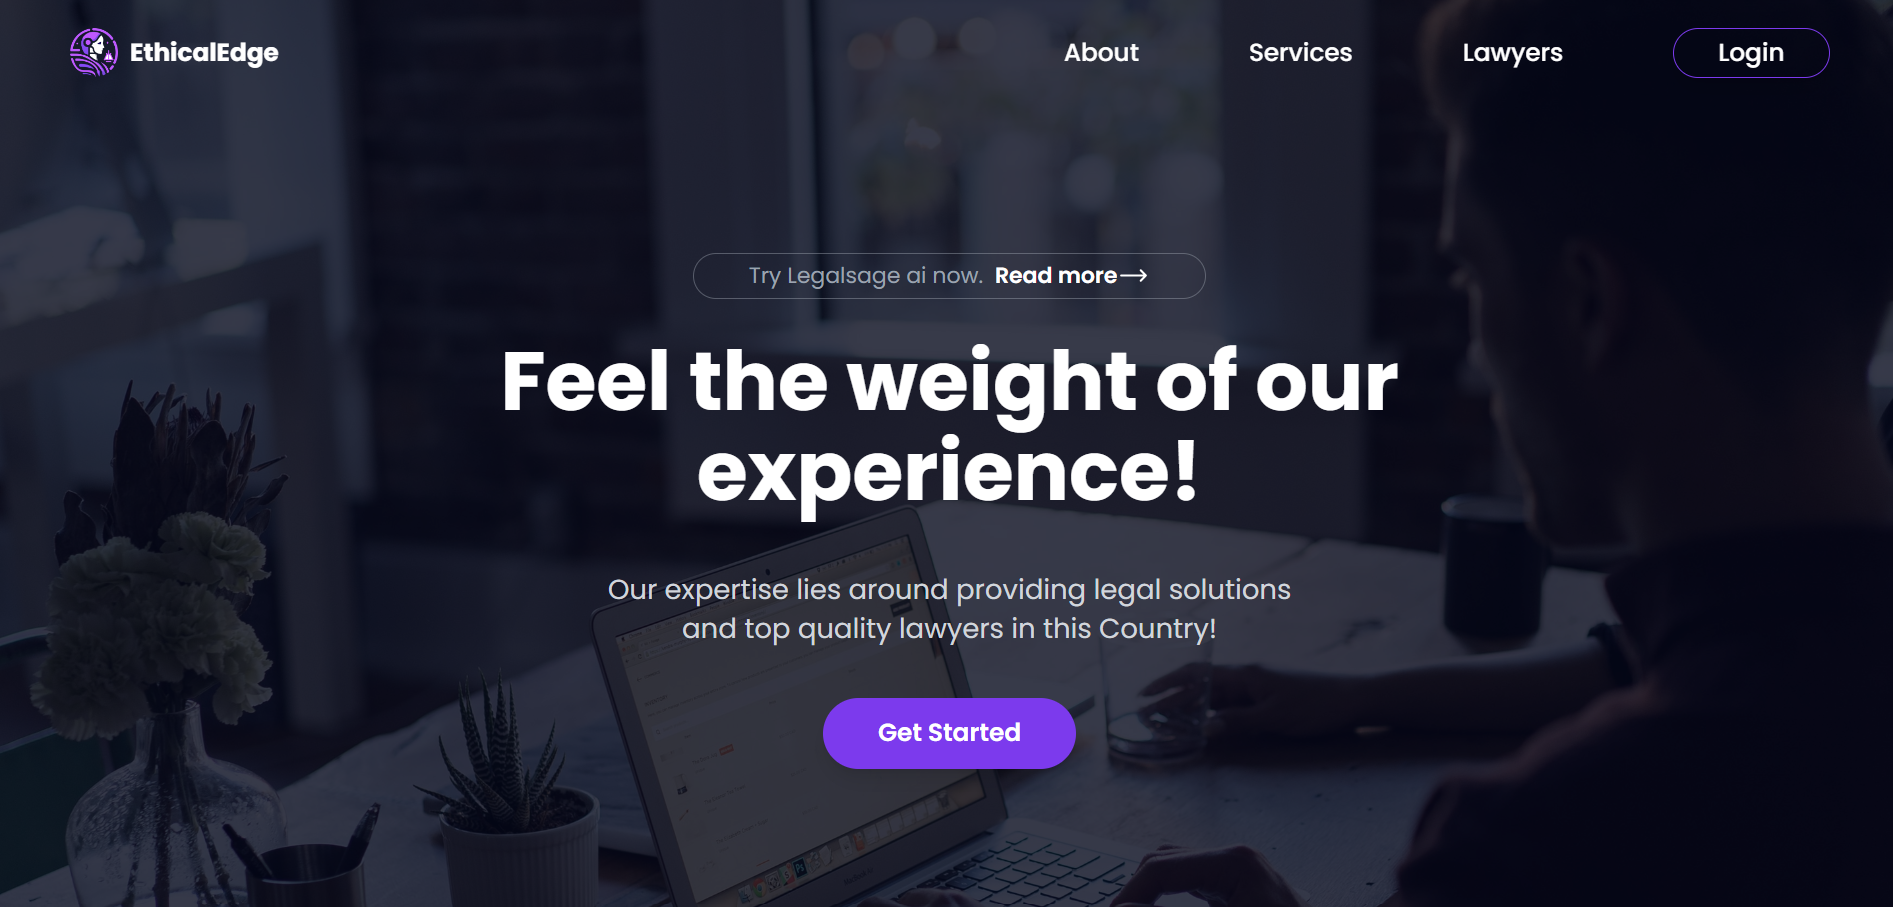 EthicalEdge
About
Services
Lawyers
Login
Try Legalsage ai now. Read more
Feel the weight of our
experience!
Our expertise lies around providing legal solutions
and top quality lawyers in this Country!
Get Started